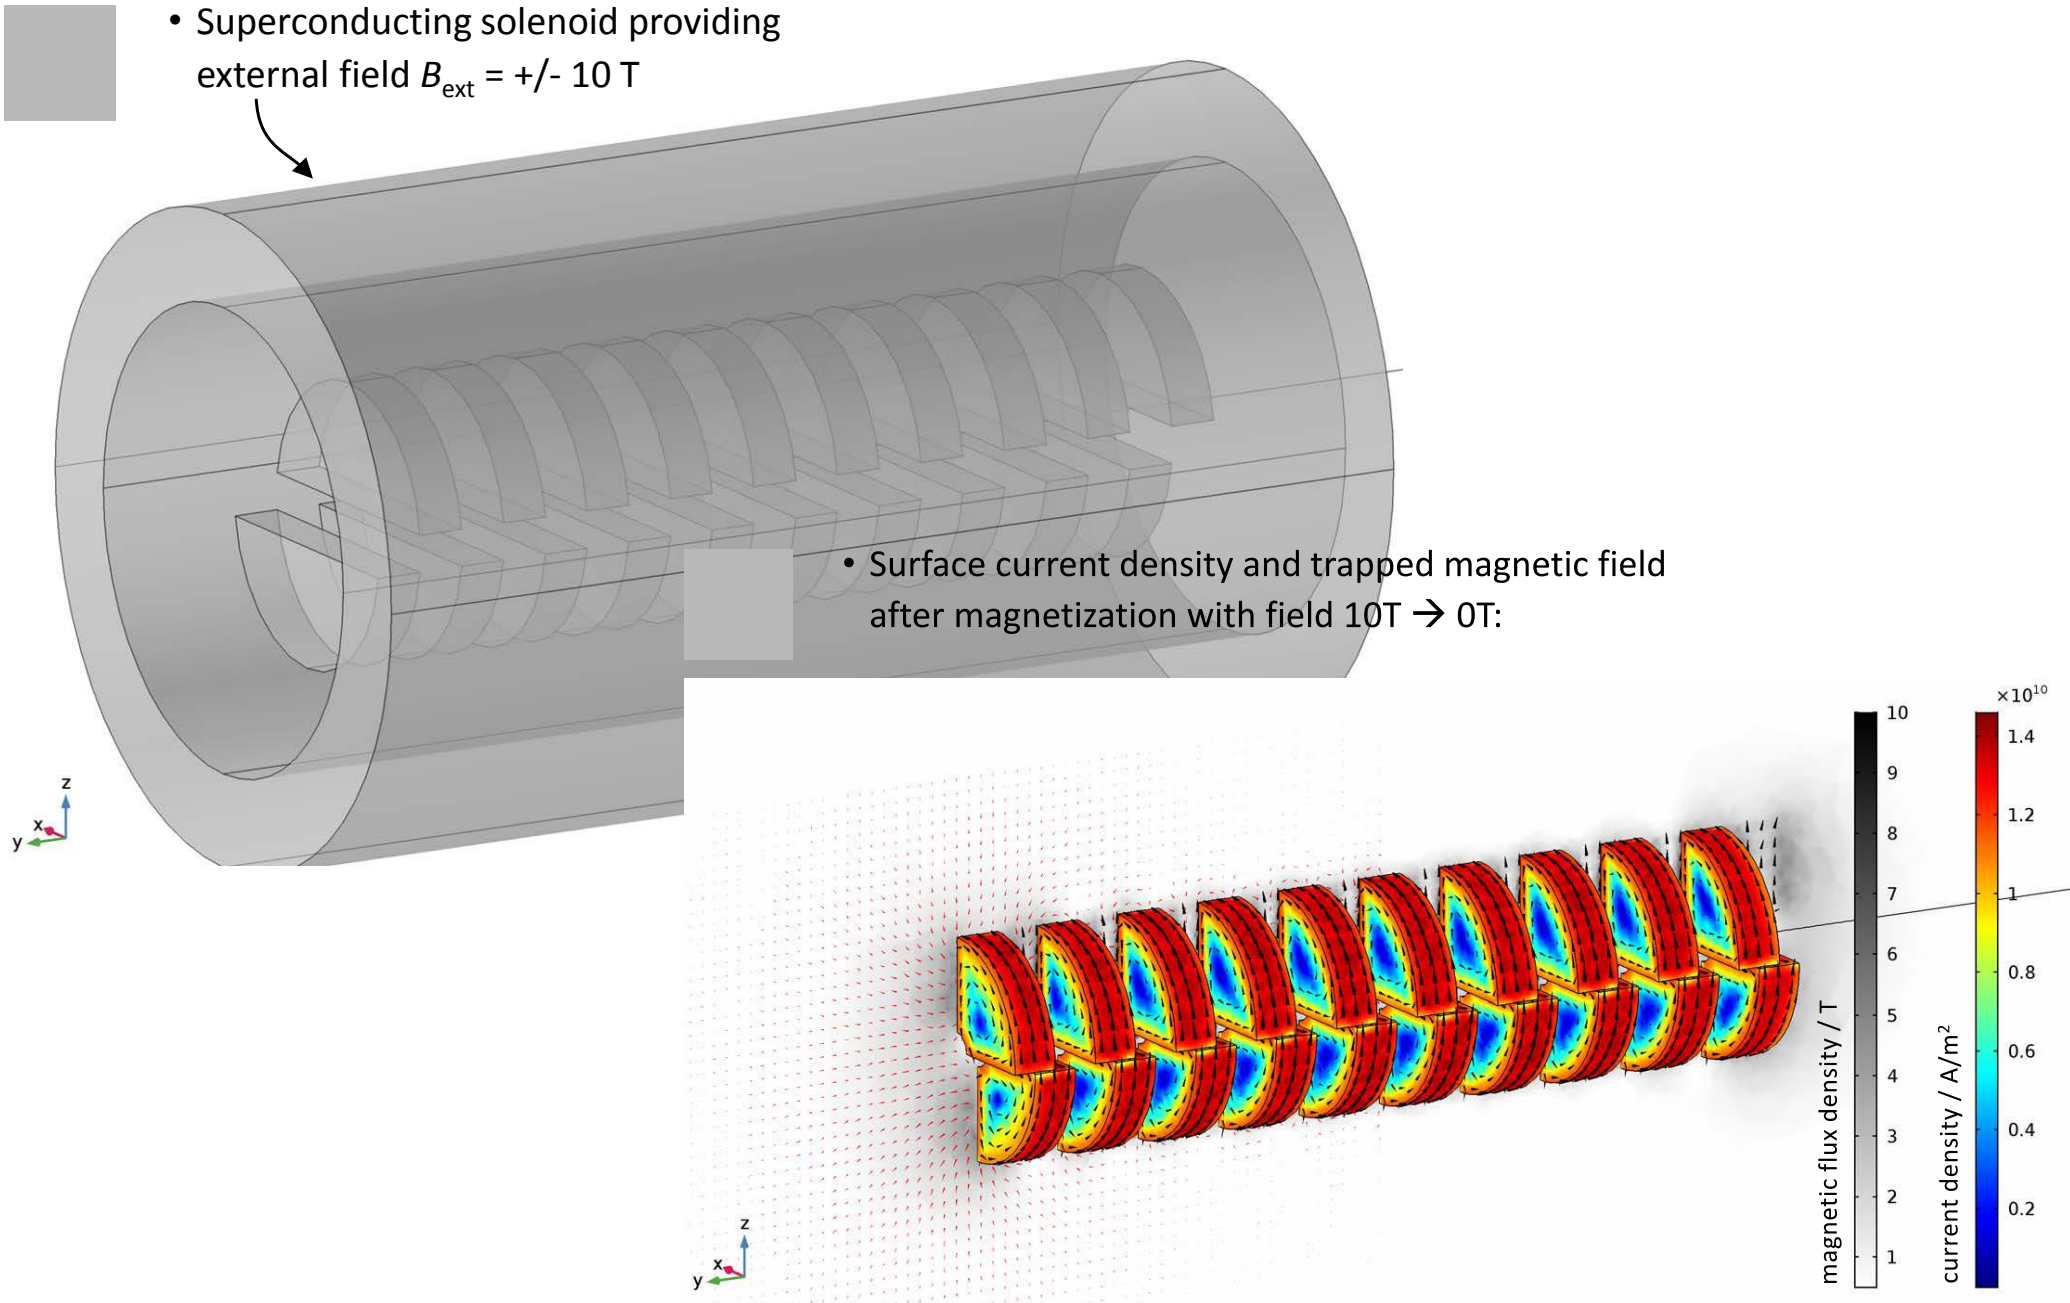 • Superconducting solenoid providing
external field Bext = +/- 10 T
z
x
y
• Surface current density and trapped magnetic field
after magnetization with field 10T → 0T:
×10¹⁰
10
9
8
7
6
5
4
3
2
1
magnetic flux density / T
1.4
1.2
1
0.8
0.6
0.4
0.2
current density / A/m²
z
x
y